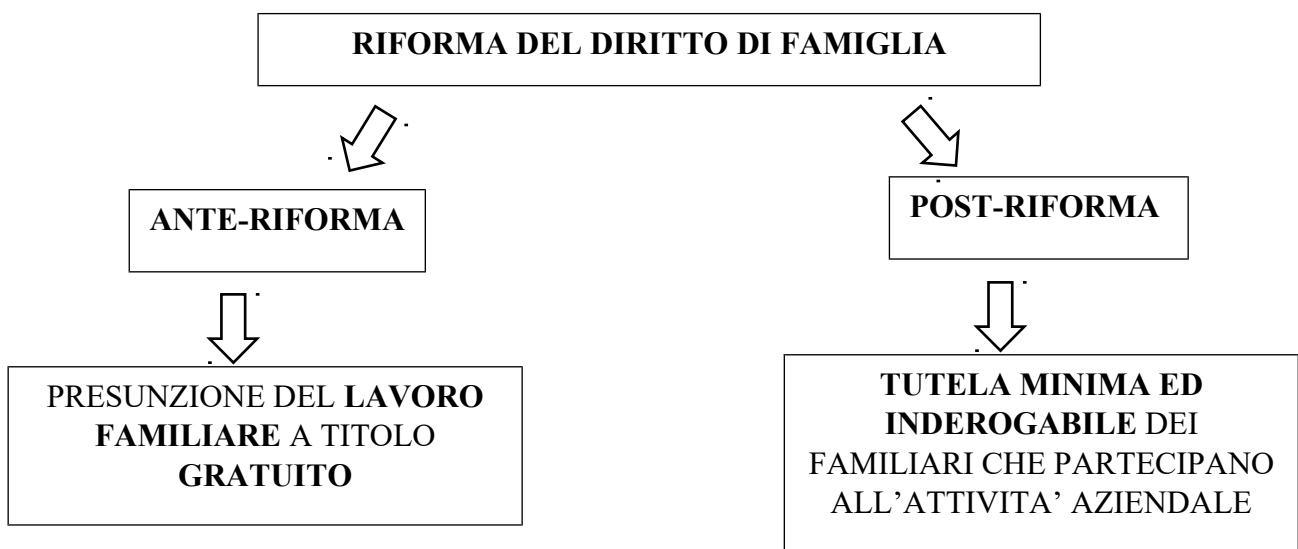 RIFORMA DEL DIRITTO DI FAMIGLIA
ANTE-RIFORMA
POST-RIFORMA
PRESUNZIONE DEL LAVORO
FAMILIARE A TITOLO
GRATUITO
TUTELA MINIMA ED
INDEROGABILE DEI
FAMILIARI CHE PARTECIPANO
ALL’ATTIVITA’ AZIENDALE